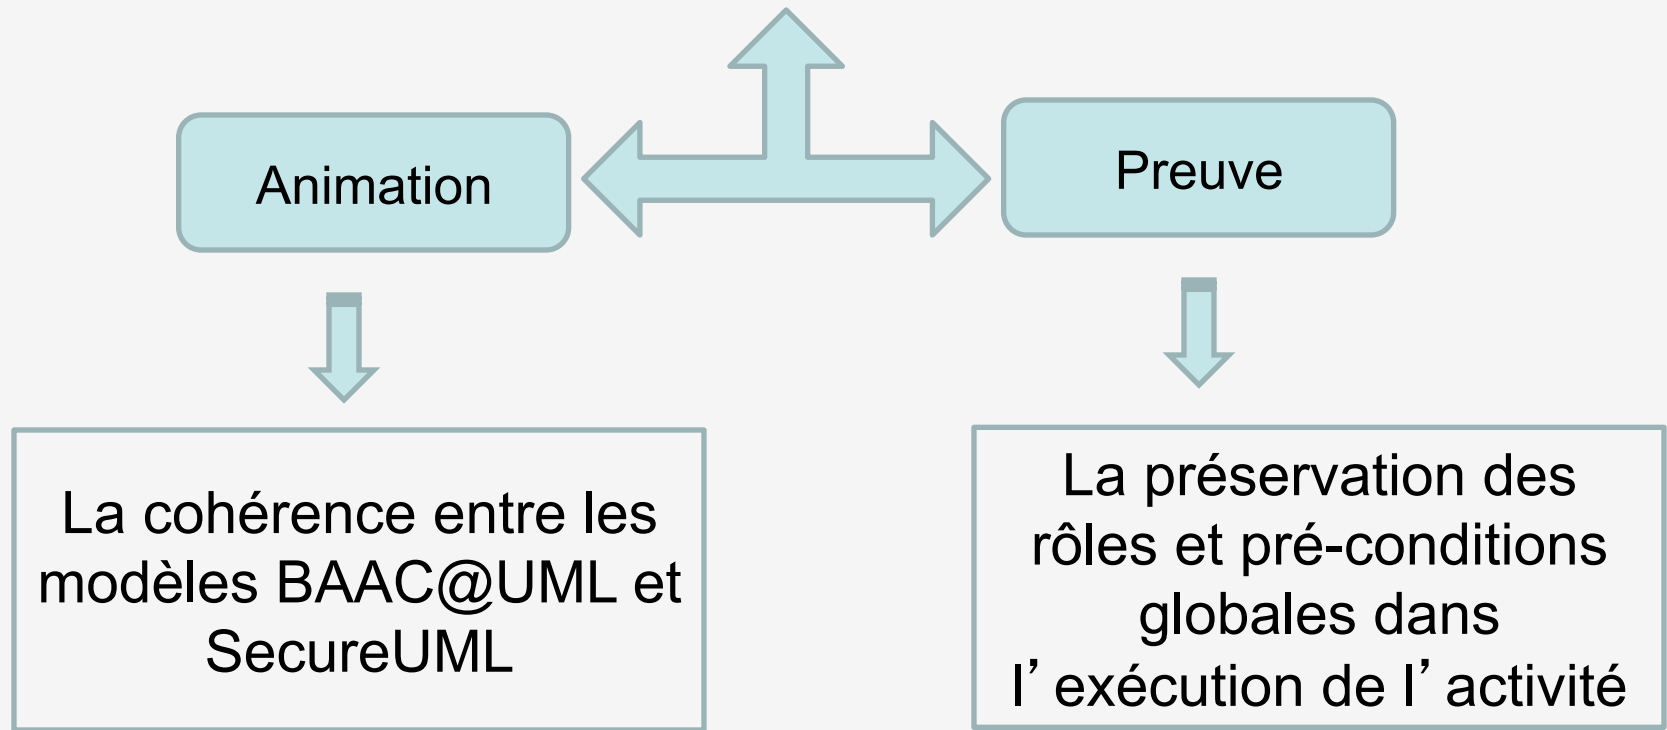 Animation
Preuve
La cohérence entre les
modèles BAAC@UML et
SecureUML
La préservation des
rôles et pré-conditions
globales dans
l’exécution de l’activité